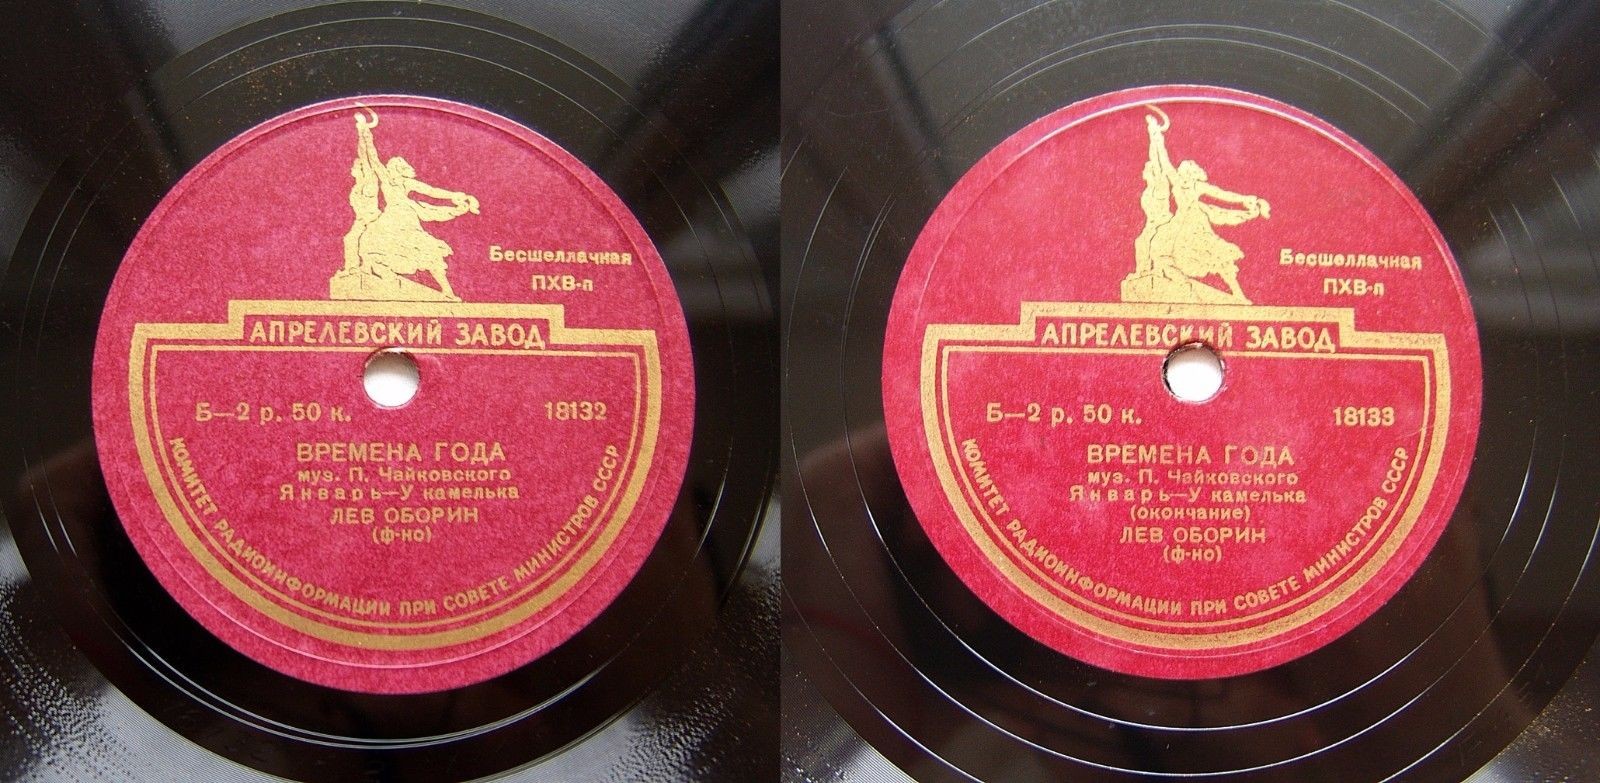 Бесшеллачная
ПХВ-п
АПРЕЛЕВСКИЙ ЗАВОД
Б—2 р. 50 к. 18132
ВРЕМЕНА ГОДА
муз. П. Чайковского
Январь—У камелька
ЛЕВ ОБОРИН
(ф-но)
КОМИТЕТ РАДИОИНФОРМАЦИИ ПРИ СОВЕТЕ МИНИСТРОВ СССР
Бесшеллачная
ПХВ-п
АПРЕЛЕВСКИЙ ЗАВОД
Б—2 р. 50 к. 18133
ВРЕМЕНА ГОДА
муз. П. Чайковского
Январь—У камелька
(окончание)
ЛЕВ ОБОРИН
(ф-но)
КОМИТЕТ РАДИОИНФОРМАЦИИ ПРИ СОВЕТЕ МИНИСТРОВ СССР